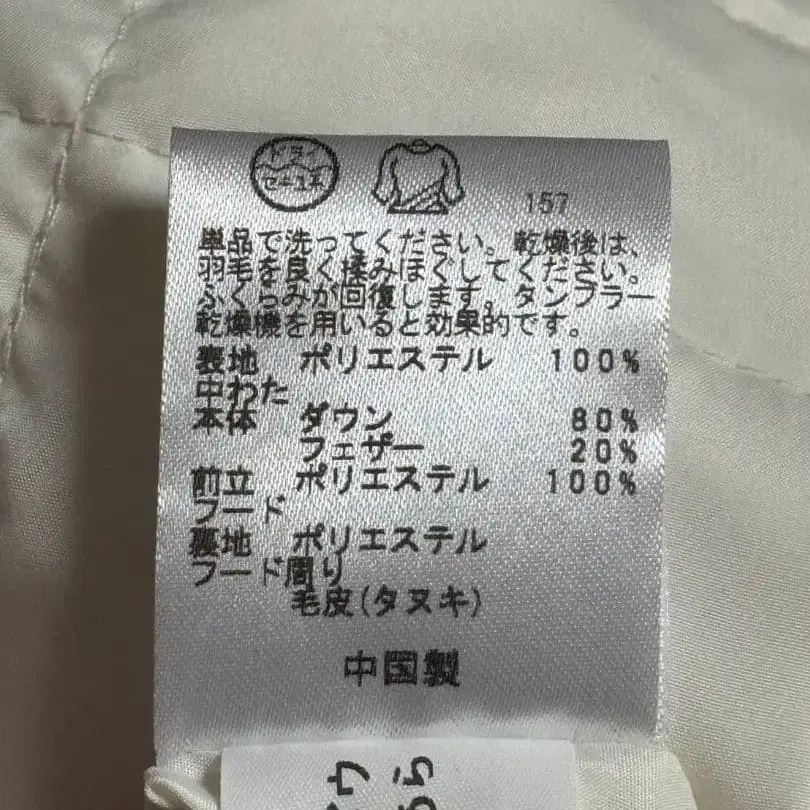 ドライ
マニュエ
157
単品で洗ってください。乾燥後は、
羽毛を良く揉みほぐしてください。
ふくらみが回復します。タンブラー
乾燥機を用いると効果的です。
裏地 ポリエステル 100%
中わた
本体 ダウン 80%
フェザー 20%
前立 ポリエステル 100%
フード
裏地 ポリエステル
フード周り
毛皮(タヌキ)
中国製